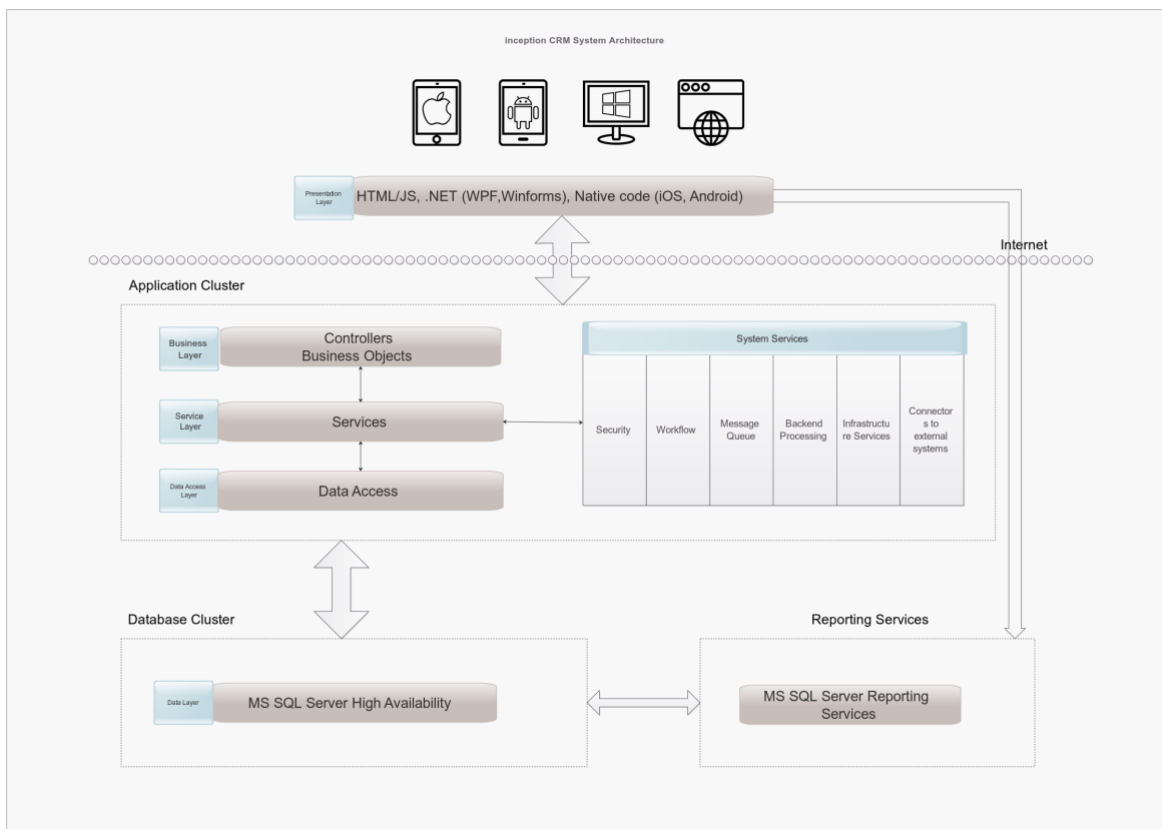 inception CRM System Architecture
Presentation
Layer
HTML/JS, .NET (WPF,Winforms), Native code (iOS, Android)
Internet
Application Cluster
Business
Layer
Controllers
Business Objects
System Services
Service
Layer
Services
Security
Workflow
Message
Queue
Backend
Processing
Infrastructu
re Services
Connector
s to
external
systems
Data Access
Layer
Data Access
Database Cluster
Reporting Services
Data Layer
MS SQL Server High Availability
MS SQL Server Reporting
Services